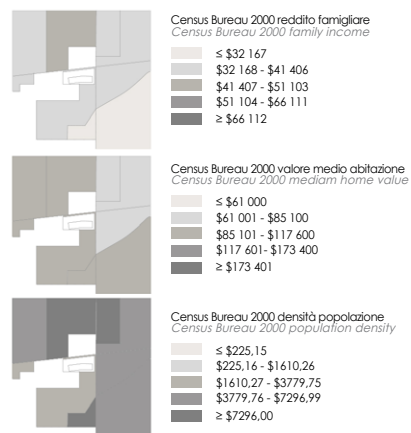 Census Bureau 2000 reddito famigliare
Census Bureau 2000 family income
≤ $32 167
$32 168 - $41 406
$41 407 - $51 103
$51 104 - $66 111
≥ $66 112
Census Bureau 2000 valore medio abitazione
Census Bureau 2000 mediam home value
≤ $61 000
$61 001 - $85 100
$85 101 - $117 600
$117 601- $173 400
≥ $173 401
Census Bureau 2000 densità popolazione
Census Bureau 2000 population density
≤ $225,15
$225,16 - $1610,26
$1610,27 - $3779,75
$3779,76 - $7296,99
≥ $7296,00